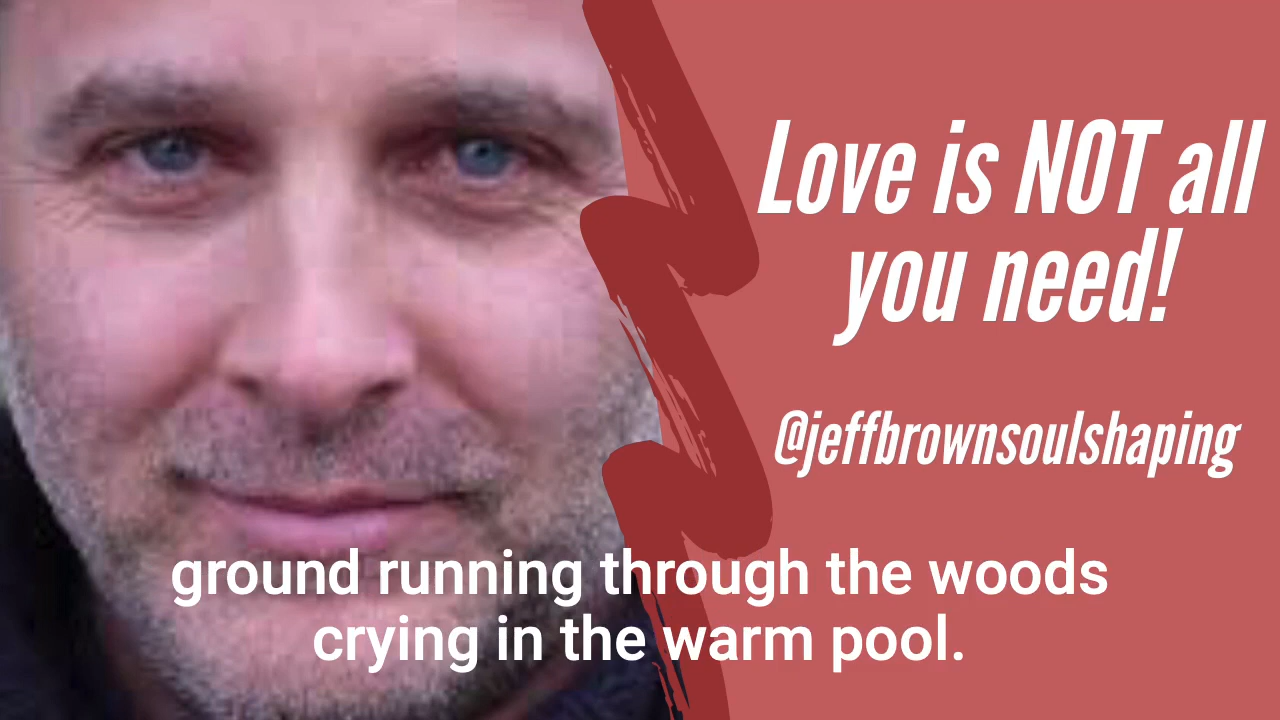 Love is NOT all
you need!
@jeffbrownsoulshaping
ground running through the woods
crying in the warm pool.